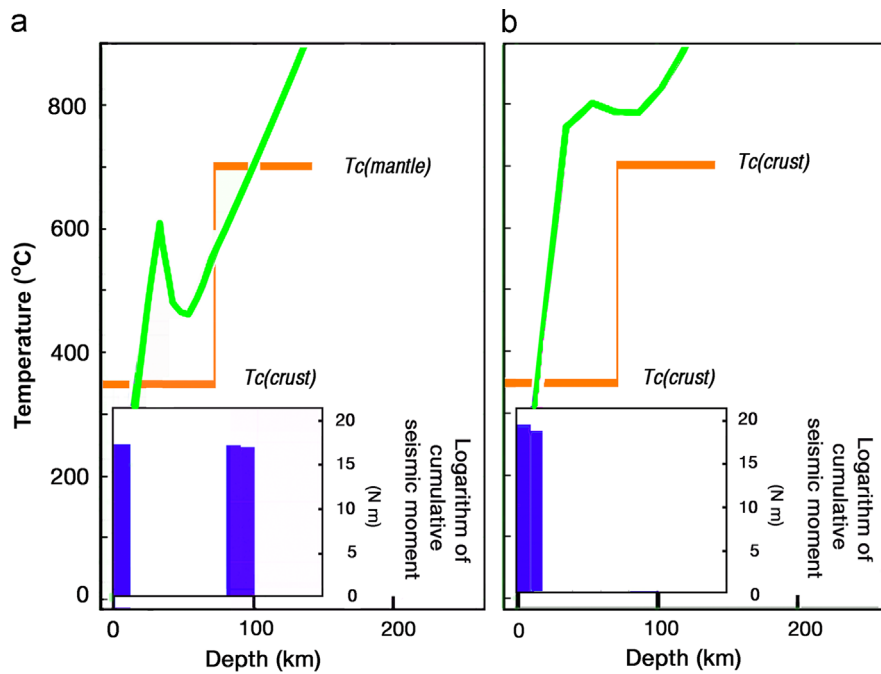 a
b
800
600
400
200
0
Temperature (°C)
Tc(mantle)
Tc(crust)
20
15
10
5
0
(N m)
Logarithm of
cumulative
seismic moment
0
100
200
Depth (km)
Tc(crust)
Tc(crust)
20
15
10
5
0
(N m)
Logarithm of
cumulative
seismic moment
0
100
200
Depth (km)